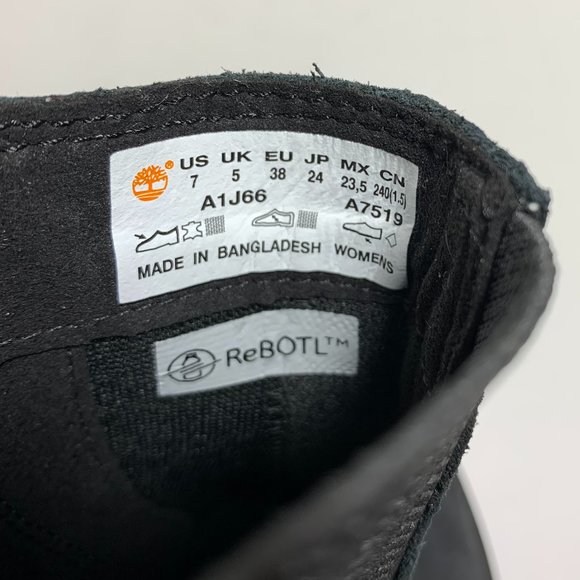 ® US UK EU JP MX CN
7 5 38 24 23,5 240(1.5)
A1J66 A7519
MADE IN BANGLADESH WOMENS
ReBOTL™